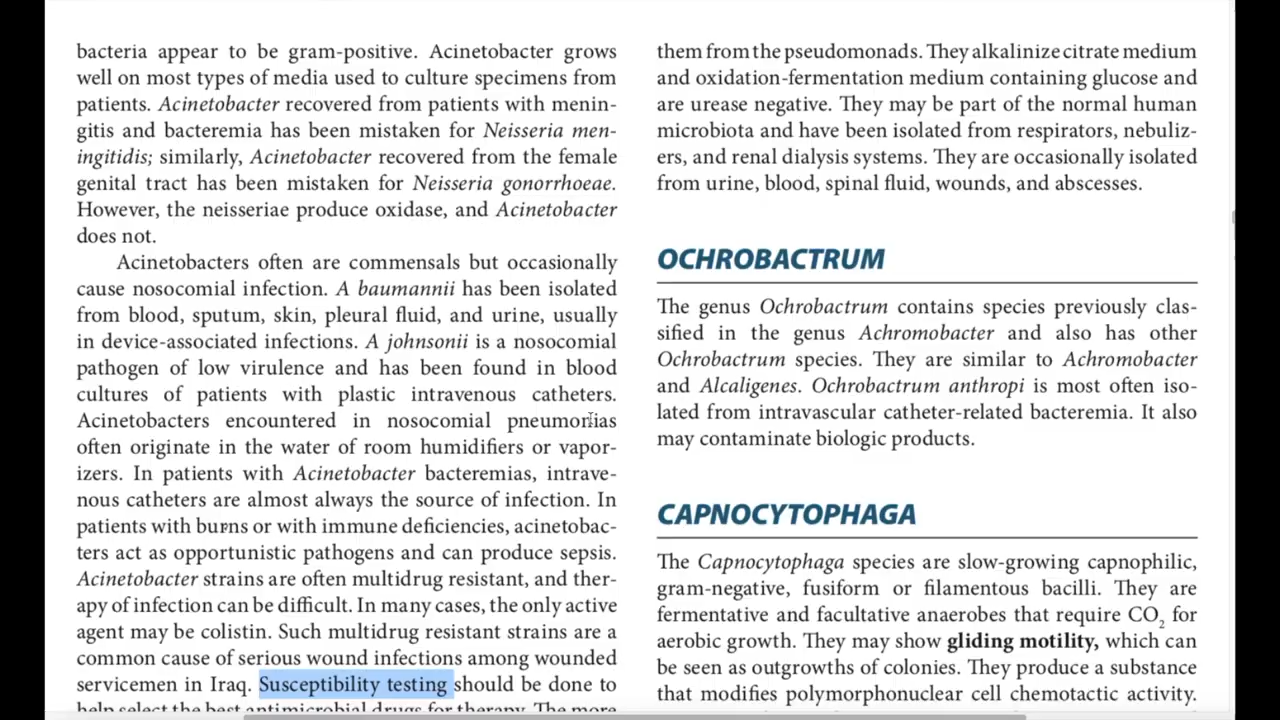 bacteria appear to be gram-positive. Acinetobacter grows
well on most types of media used to culture specimens from
patients. Acinetobacter recovered from patients with menin-
gitis and bacteremia has been mistaken for Neisseria men-
ingitidis; similarly, Acinetobacter recovered from the female
genital tract has been mistaken for Neisseria gonorrhoeae.
However, the neisseriae produce oxidase, and Acinetobacter
does not.
Acinetobacters often are commensals but occasionally
cause nosocomial infection. A baumannii has been isolated
from blood, sputum, skin, pleural fluid, and urine, usually
in device-associated infections. A johnsonii is a nosocomial
pathogen of low virulence and has been found in blood
cultures of patients with plastic intravenous catheters.
Acinetobacters encountered in nosocomial pneumonias
often originate in the water of room humidifiers or vapor-
izers. In patients with Acinetobacter bacteremias, intrave-
nous catheters are almost always the source of infection. In
patients with burns or with immune deficiencies, acinetobac-
ters act as opportunistic pathogens and can produce sepsis.
Acinetobacter strains are often multidrug resistant, and ther-
apy of infection can be difficult. In many cases, the only active
agent may be colistin. Such multidrug resistant strains are a
common cause of serious wound infections among wounded
servicemen in Iraq. Susceptibility testing should be done to
help select the best antimicrobial drugs for therapy. The more
them from the pseudomonads. They alkalinize citrate medium
and oxidation-fermentation medium containing glucose and
are urease negative. They may be part of the normal human
microbiota and have been isolated from respirators, nebuliz-
ers, and renal dialysis systems. They are occasionally isolated
from urine, blood, spinal fluid, wounds, and abscesses.
OCHROBACTRUM
The genus Ochrobactrum contains species previously clas-
sified in the genus Achromobacter and also has other
Ochrobactrum species. They are similar to Achromobacter
and Alcaligenes. Ochrobactrum anthropi is most often iso-
lated from intravascular catheter-related bacteremia. It also
may contaminate biologic products.
CAPNOCYTOPHAGA
The Capnocytophaga species are slow-growing capnophilic,
gram-negative, fusiform or filamentous bacilli. They are
fermentative and facultative anaerobes that require CO₂ for
aerobic growth. They may show gliding motility, which can
be seen as outgrowths of colonies. They produce a substance
that modifies polymorphonuclear cell chemotactic activity.